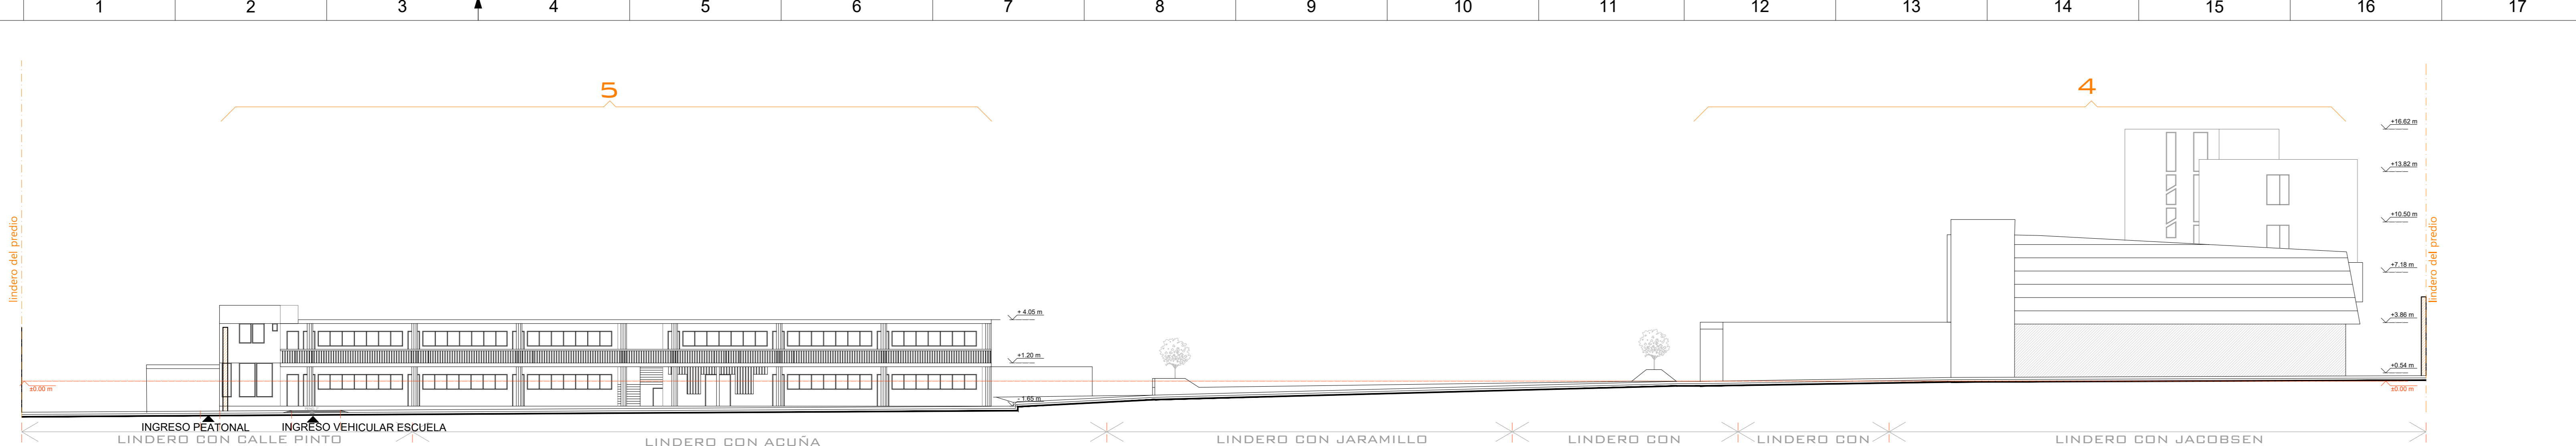 1 2 3 4 5 6 7 8 9 10 11 12 13 14 15 16 17
5
4
+16.62 m
+13.82 m
+10.50 m
+7.18 m
+3.86 m
+0.54 m
±0.00 m
lindero del predio
lindero del predio
+ 4.05 m
+1.20 m
- 1.65 m
±0.00 m
INGRESO PEATONAL
INGRESO VEHICULAR ESCUELA
LINDERO CON CALLE PINTO
LINDERO CON ACUÑA
LINDERO CON JARAMILLO
LINDERO CON
LINDERO CON
LINDERO CON JACOBSEN